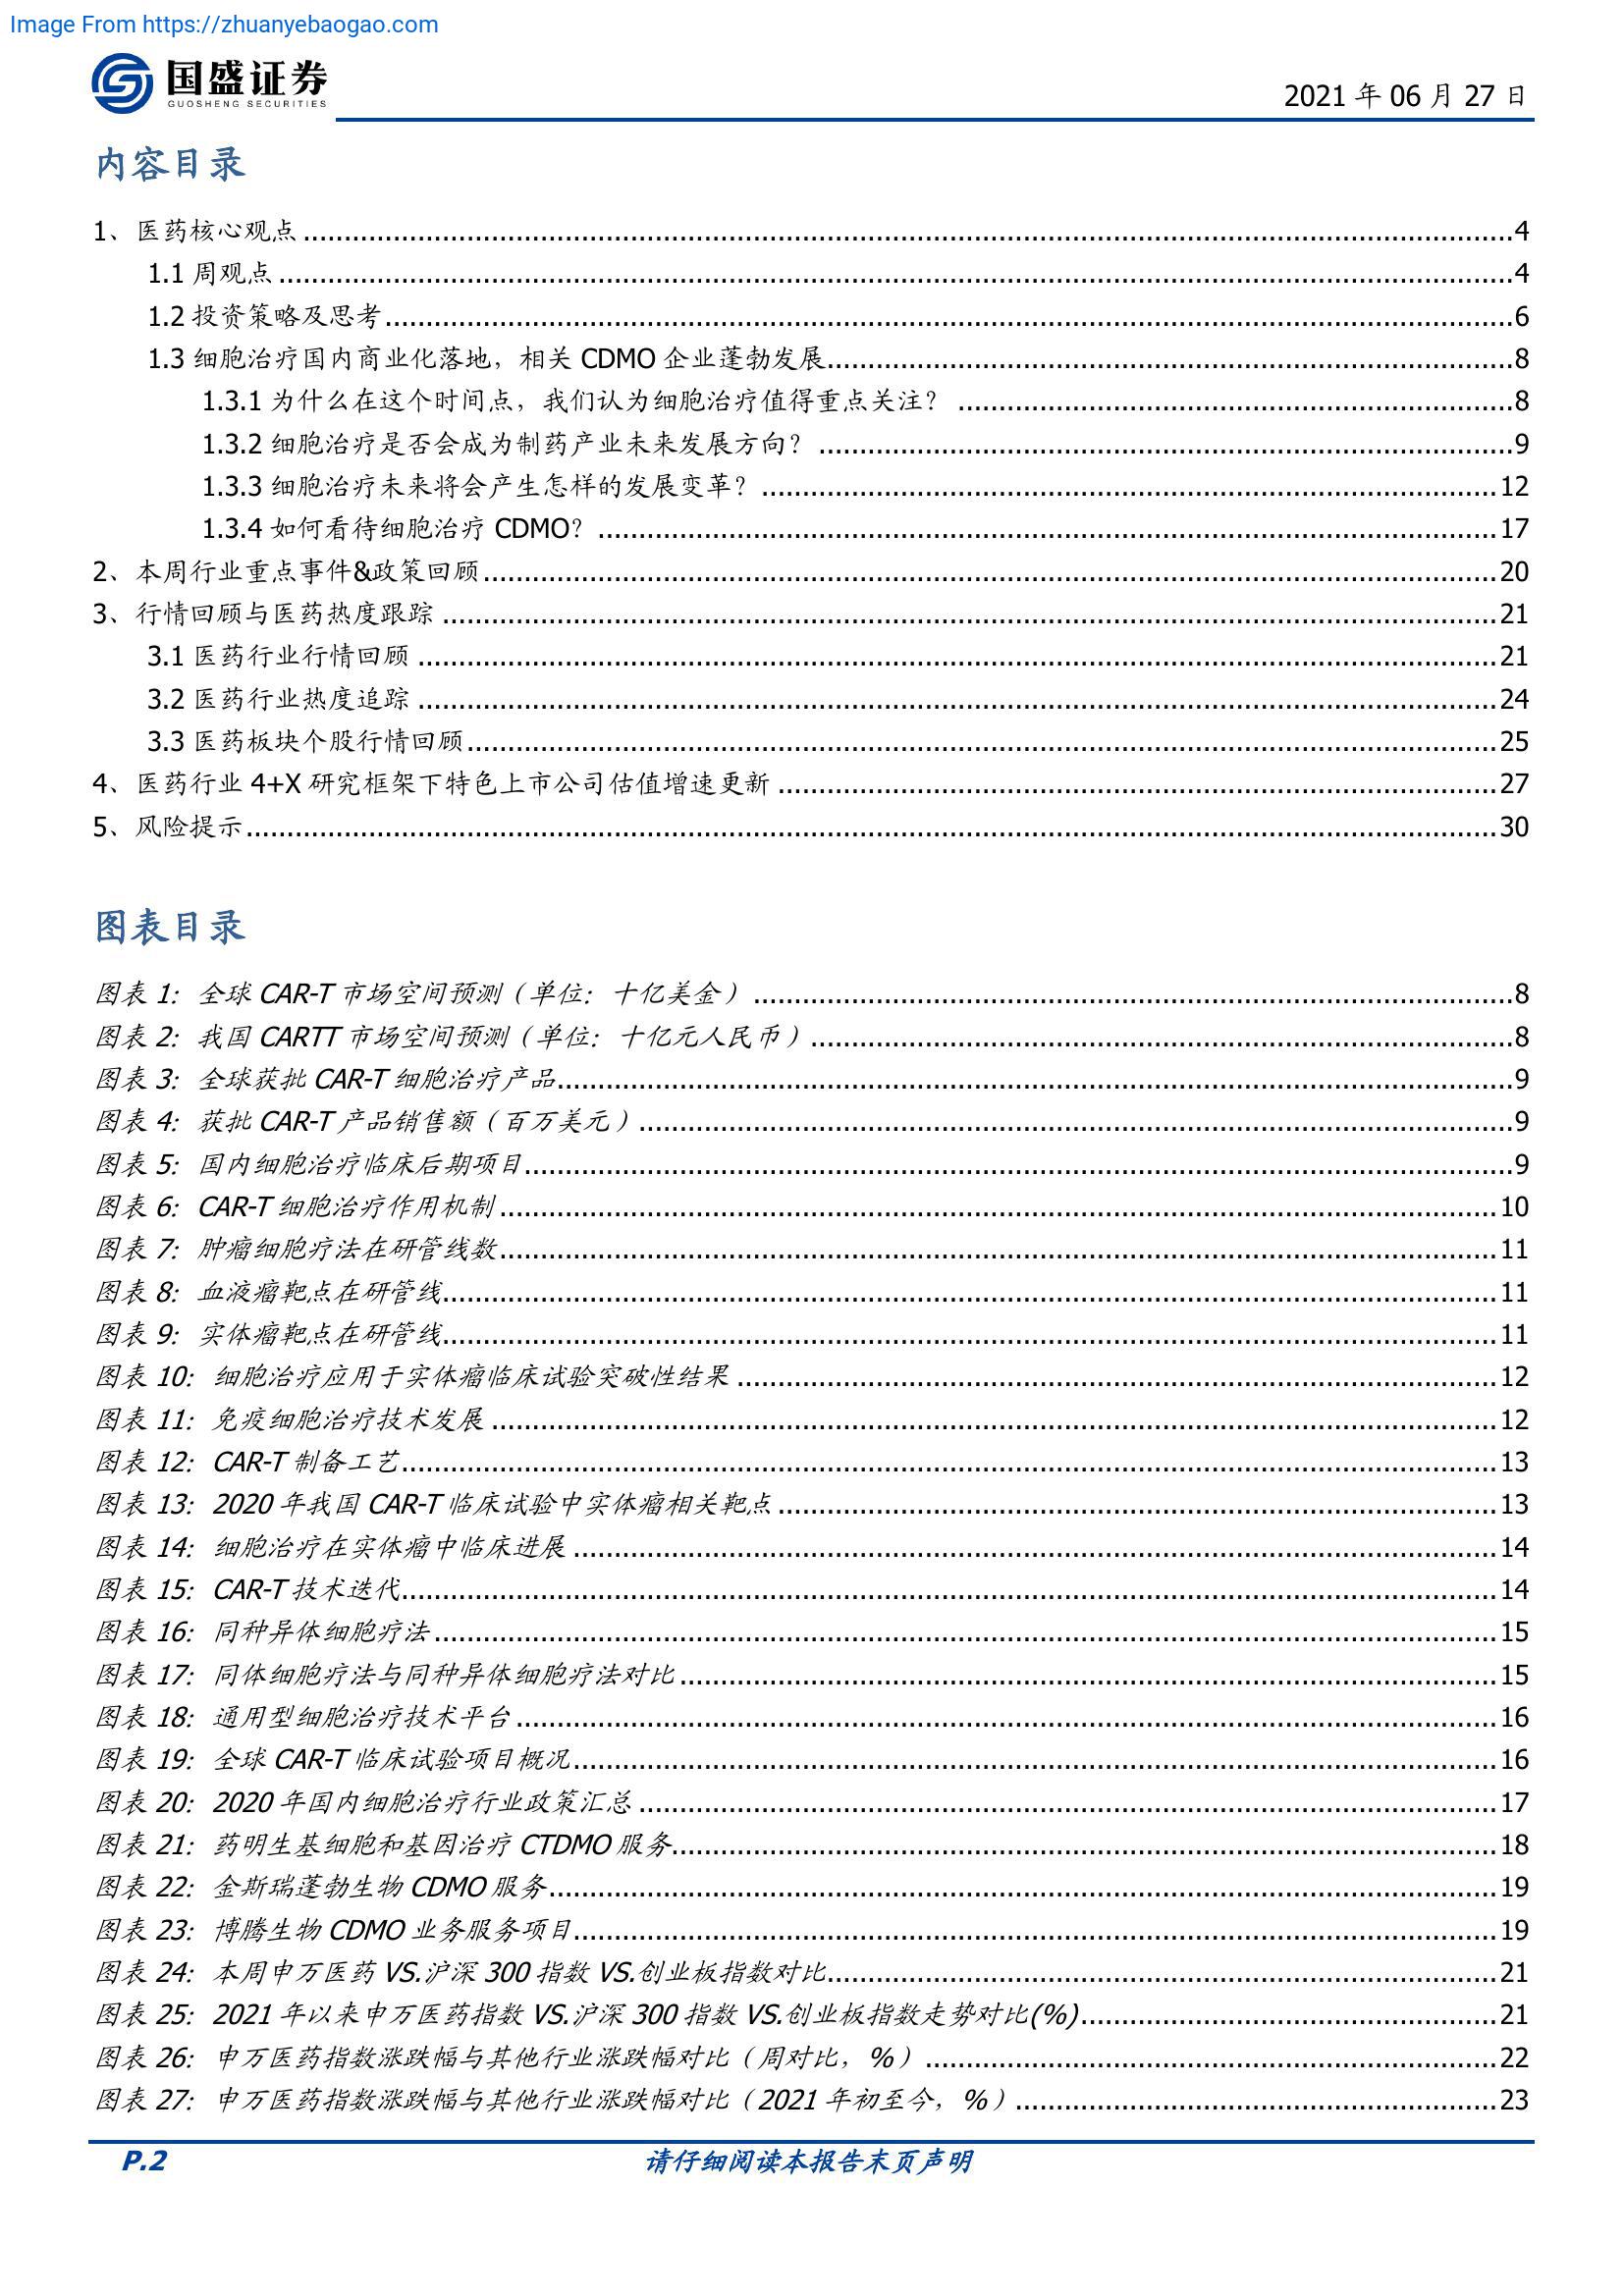 Image From https://zhuanyebaogao.com
国盛证券
GUOSHENG SECURITIES
2021 年 06 月 27 日
内容目录
1、医药核心观点 ........ 4
1.1 周观点 ........ 4
1.2 投资策略及思考 ........ 6
1.3 细胞治疗国内商业化落地，相关 CDMO 企业蓬勃发展 ........ 8
1.3.1 为什么在这个时间点，我们认为细胞治疗值得重点关注？ ........ 8
1.3.2 细胞治疗是否会成为制药产业未来发展方向？ ........ 9
1.3.3 细胞治疗未来将会产生怎样的发展变革？ ........ 12
1.3.4 如何看待细胞治疗 CDMO？ ........ 17
2、本周行业重点事件&政策回顾 ........ 20
3、行情回顾与医药热度跟踪 ........ 21
3.1 医药行业行情回顾 ........ 21
3.2 医药行业热度追踪 ........ 24
3.3 医药板块个股行情回顾 ........ 25
4、医药行业 4+X 研究框架下特色上市公司估值增速更新 ........ 27
5、风险提示 ........ 30
图表目录
图表 1：全球 CAR-T 市场空间预测（单位：十亿美金） ........ 8
图表 2：我国 CARTT 市场空间预测（单位：十亿元人民币） ........ 8
图表 3：全球获批 CAR-T 细胞治疗产品 ........ 9
图表 4：获批 CAR-T 产品销售额（百万美元） ........ 9
图表 5：国内细胞治疗临床后期项目 ........ 9
图表 6：CAR-T 细胞治疗作用机制 ........ 10
图表 7：肿瘤细胞疗法在研管线数 ........ 11
图表 8：血液瘤靶点在研管线 ........ 11
图表 9：实体瘤靶点在研管线 ........ 11
图表 10：细胞治疗应用于实体瘤临床试验突破性结果 ........ 12
图表 11：免疫细胞治疗技术发展 ........ 12
图表 12：CAR-T 制备工艺 ........ 13
图表 13：2020 年我国 CAR-T 临床试验中实体瘤相关靶点 ........ 13
图表 14：细胞治疗在实体瘤中临床进展 ........ 14
图表 15：CAR-T 技术迭代 ........ 14
图表 16：同种异体细胞疗法 ........ 15
图表 17：同体细胞疗法与同种异体细胞疗法对比 ........ 15
图表 18：通用型细胞治疗技术平台 ........ 16
图表 19：全球 CAR-T 临床试验项目概况 ........ 16
图表 20：2020 年国内细胞治疗行业政策汇总 ........ 17
图表 21：药明生基细胞和基因治疗 CTDMO 服务 ........ 18
图表 22：金斯瑞蓬勃生物 CDMO 服务 ........ 19
图表 23：博腾生物 CDMO 业务服务项目 ........ 19
图表 24：本周申万医药 VS.沪深 300 指数 VS.创业板指数对比 ........ 21
图表 25：2021 年以来申万医药指数 VS.沪深 300 指数 VS.创业板指数走势对比(%) ........ 21
图表 26：申万医药指数涨跌幅与其他行业涨跌幅对比（周对比，%） ........ 22
图表 27：申万医药指数涨跌幅与其他行业涨跌幅对比（2021 年初至今，%） ........ 23
P.2
请仔细阅读本报告末页声明